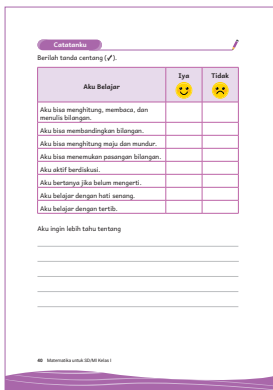 Catatanku
Berilah tanda centang (✓).
Aku Belajar
Iya
Tidak
Aku bisa menghitung, membaca, dan
menulis bilangan.
Aku bisa membandingkan bilangan.
Aku bisa menghitung maju dan mundur.
Aku bisa menemukan pasangan bilangan.
Aku aktif berdiskusi.
Aku bertanya jika belum mengerti.
Aku belajar dengan hati senang.
Aku belajar dengan tertib.
Aku ingin lebih tahu tentang
40 Matematika untuk SD/MI Kelas I